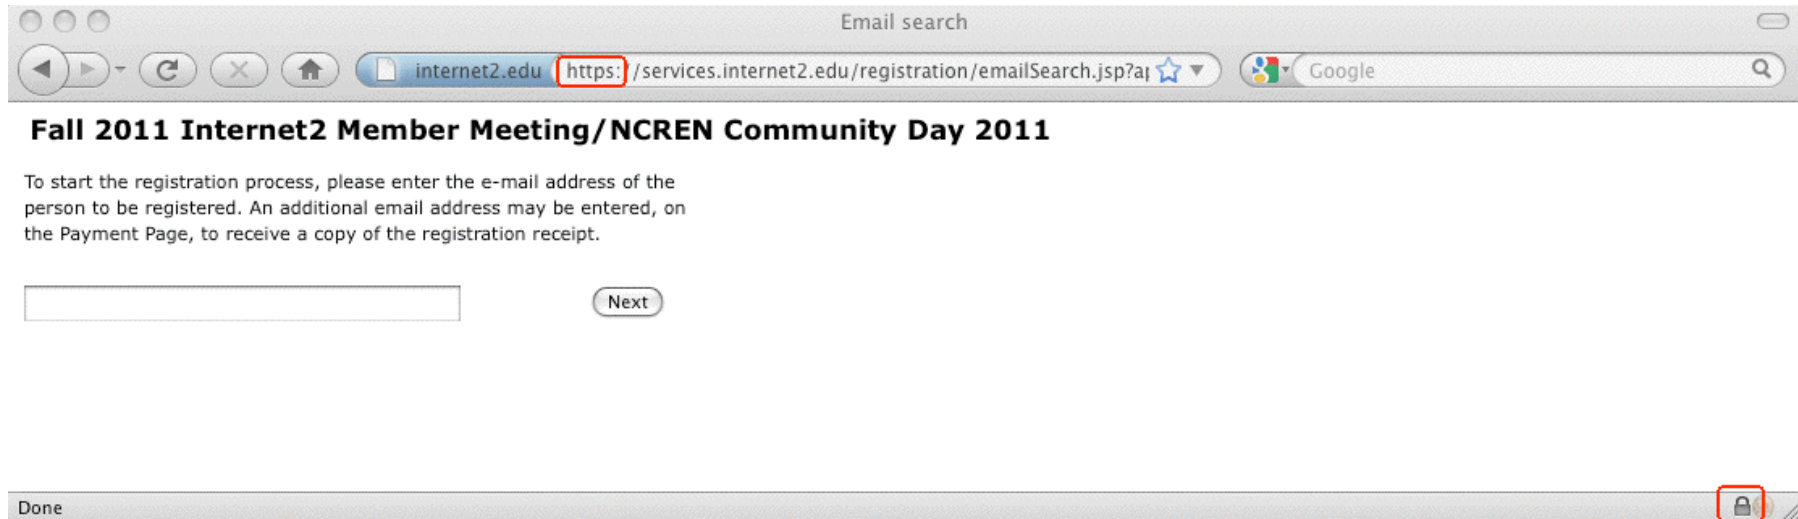 Email search
internet2.edu https://services.internet2.edu/registration/emailSearch.jsp?a
Google
Fall 2011 Internet2 Member Meeting/NCREN Community Day 2011
To start the registration process, please enter the e-mail address of the
person to be registered. An additional email address may be entered, on
the Payment Page, to receive a copy of the registration receipt.
Next
Done